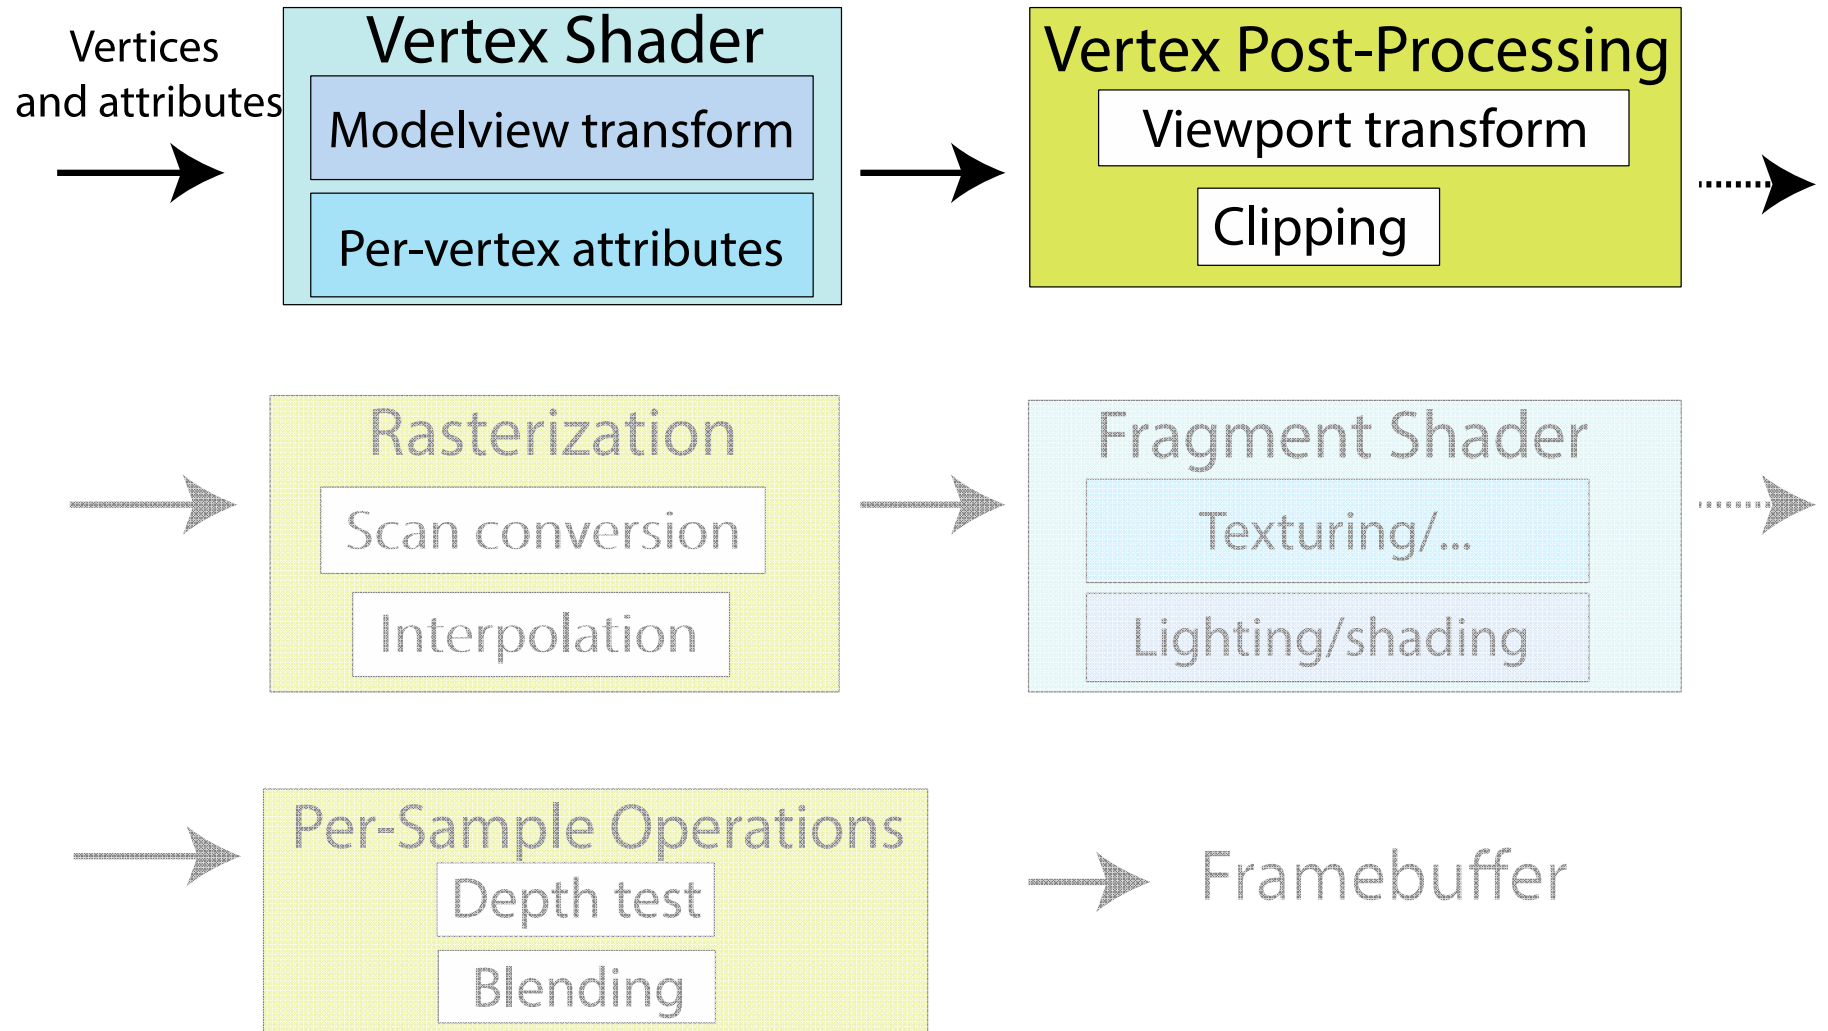 Vertices
and attributes
Vertex Shader
Modelview transform
Per-vertex attributes
Vertex Post-Processing
Viewport transform
Clipping
Rasterization
Scan conversion
Interpolation
Fragment Shader
Texturing/...
Lighting/shading
Per-Sample Operations
Depth test
Blending
Framebuffer